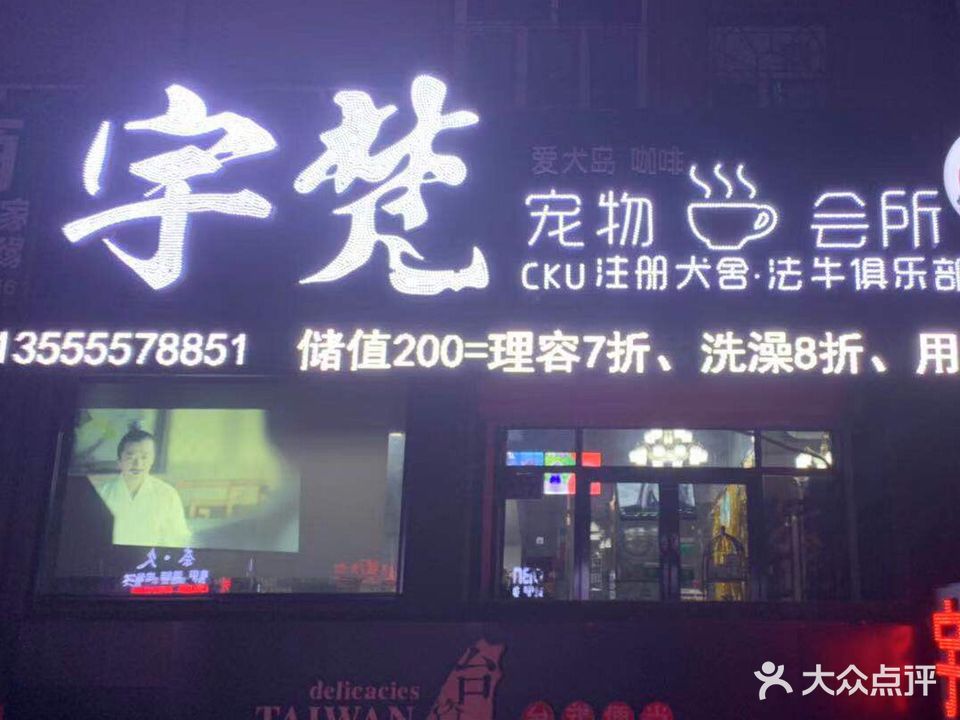 字梵
爱犬岛 咖啡
宠物 会所
CKU注册犬舍·法牛俱乐部
13555578851 储值200=理容7折、洗澡8折、用
delicacies
TAIWAN
台
大众点评